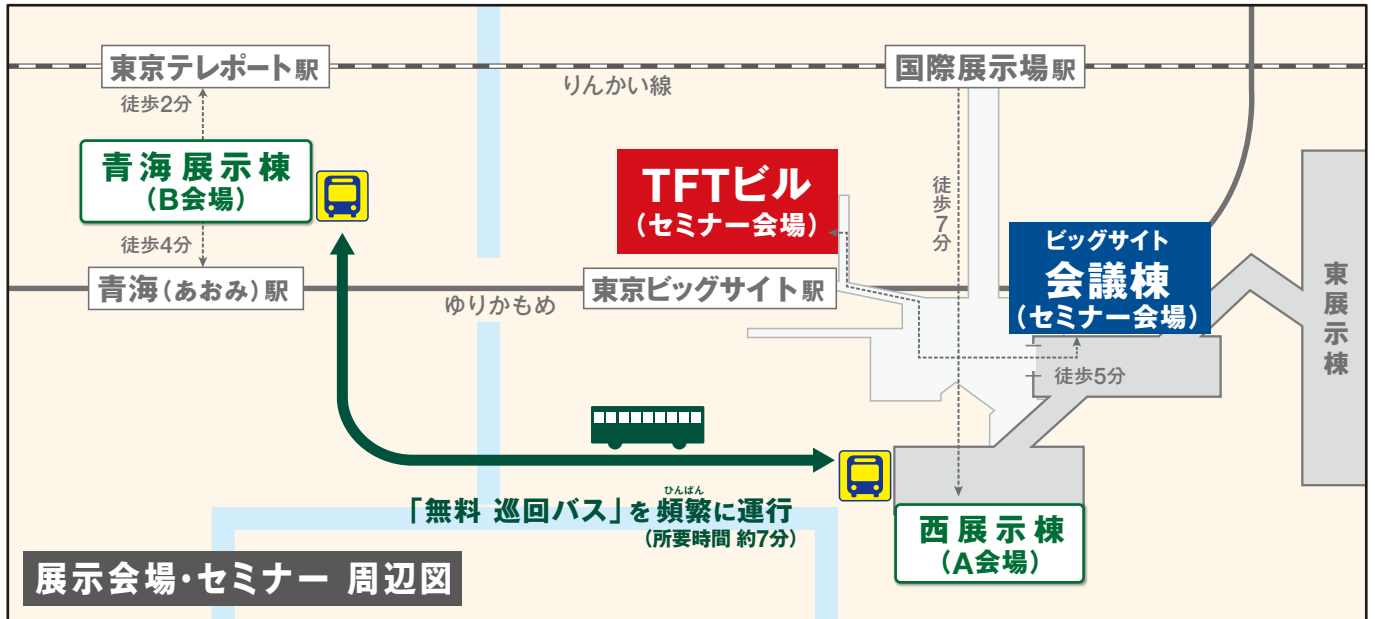 東京テレポート駅
国際展示場駅
りんかい線
徒歩2分
青海展示棟
(B会場)
TFTビル
(セミナー会場)
徒歩7分
徒歩4分
ビッグサイト
会議棟
(セミナー会場)
東展示棟
青海(あおみ)駅
ゆりかもめ
東京ビッグサイト駅
徒歩5分
ひんぱん
「無料 巡回バス」を頻繁に運行
(所要時間 約7分)
西展示棟
(A会場)
展示会場・セミナー 周辺図